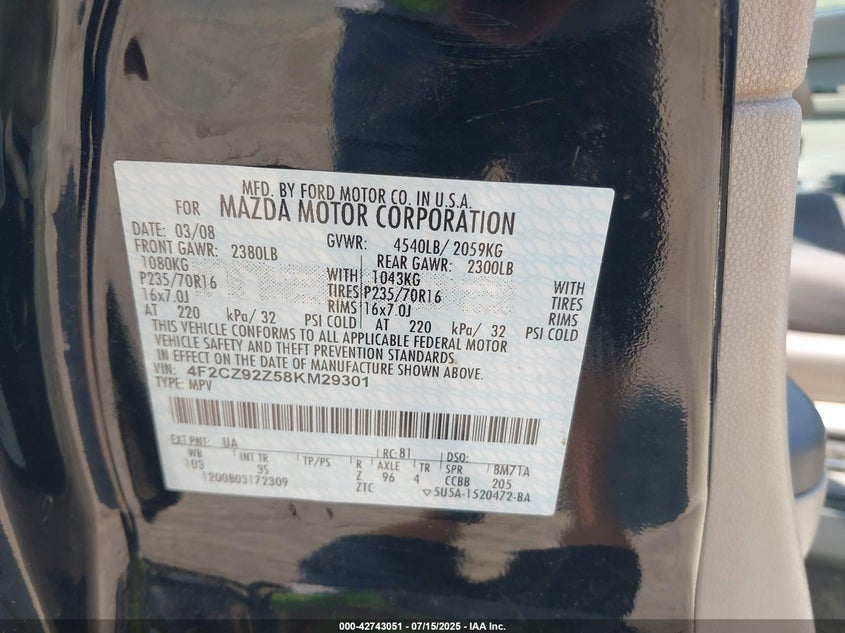 MFD. BY FORD MOTOR CO. IN U.S.A.
FOR MAZDA MOTOR CORPORATION
DATE: 03/08 GVWR: 4540LB/ 2059KG
FRONT GAWR: 2380LB REAR GAWR: 2300LB
1080KG WITH 1043KG WITH
P235/70R16 TIRES P235/70R16 TIRES
16x7.0J RIMS 16x7.0J RIMS
AT 220 kPa/ 32 PSI COLD AT 220 kPa/ 32 PSI COLD
THIS VEHICLE CONFORMS TO ALL APPLICABLE FEDERAL MOTOR
VEHICLE SAFETY AND THEFT PREVENTION STANDARDS
IN EFFECT ON THE DATE OF MANUFACTURE SHOWN ABOVE.
VIN: 4F2CZ92Z58KM29301
TYPE: MPV
EXT PNT: UA RC: 81 DSO:
WB INT TR TP/PS R AXLE TR SPR 8M71A
103 3S Z 96 4 CCBB 205
1200803172309 ZTC 5U5A-1520472-BA
000-42743051 - 07/15/2025 - IAA Inc.